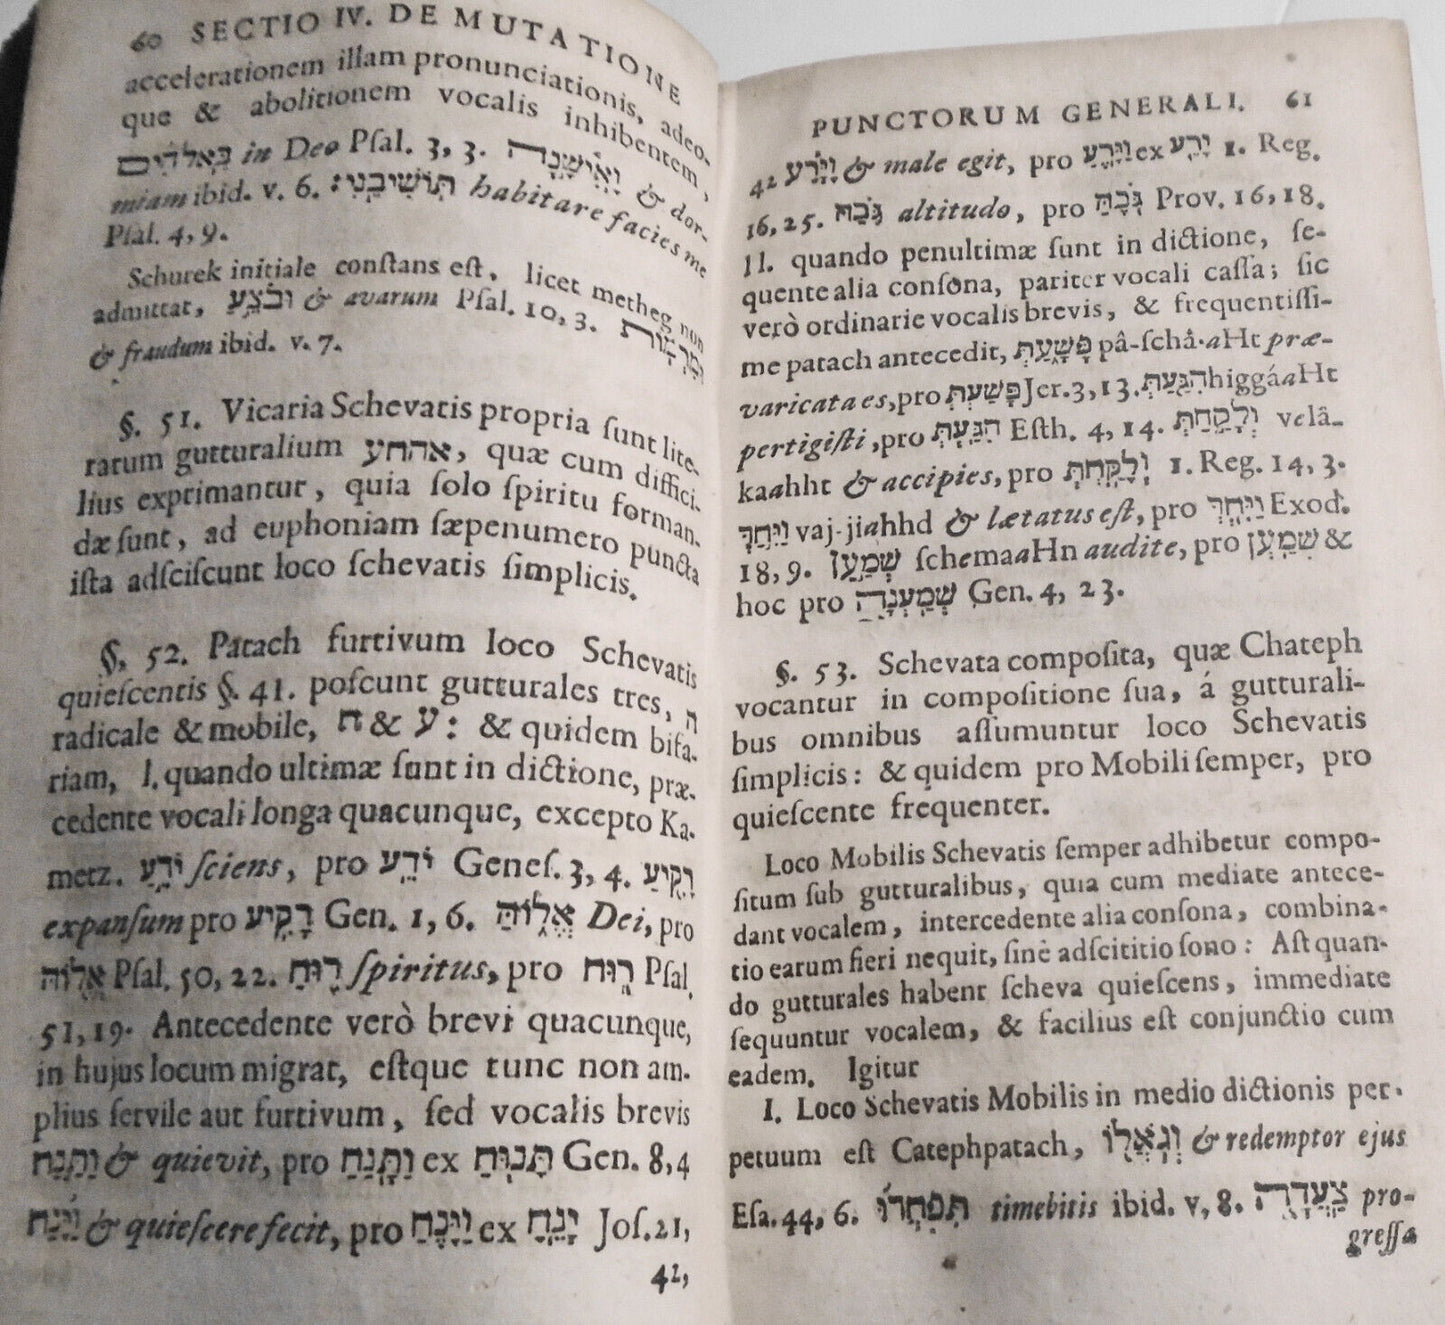 60 SECTIO IV. DE MUTATIONE
accelerationem illam pronunciationis, adeo-
que & abolitionem vocalis inhibentem,
בֵּאלֹהִים in Deo Pſal. 3, 3. וָאִישָׁנָה & dor-
miam ibid. v. 6. תּוֹשִׁיבֵנִי׃ habitare facies me
Pſal. 4, 9.
Schurek initiale conſtans eſt, licet metheg non
admittat, וּבֹצֵעַ & avarum Pſal. 10, 3. וּמִרְמוֹת
& fraudum ibid. v. 7.
§. 51. Vicaria Schevatis propria ſunt lite-
rarum gutturalium אהחע, quæ cum diffici-
lius exprimantur, quia ſolo ſpiritu forman-
dæ ſunt, ad euphoniam ſæpenumero puncta
iſta adſciſcunt loco ſchevatis ſimplicis.
§. 52. Patach furtivum loco Schevatis
quieſcentis §. 41. poſcunt gutturales tres, ה
radicale & mobile, ח & ע: & quidem bifa-
riam, I. quando ultimæ ſunt in dictione, præ-
cedente vocali longa quacunque, excepto Ka-
metz. יֹדֵעַ ſciens, pro יֹדֵע Geneſ. 3, 4. רָקִיעַ
expanſum pro רָקִיע Gen. 1, 6. אֱלוֹהַּ Dei, pro
אֱלוֹהּ Pſal. 50, 22. רוּחַ ſpiritus, pro רוּח Pſal.
51, 19. Antecedente verò brevi quacunque,
in hujus locum migrat, eſtque tunc non am-
plius ſervile aut furtivum, ſed vocalis brevis
וַתָּנַח & quievit, pro וַתָּנַח ex תָּנוּחַ Gen. 8, 4
וַיָּנַח & quieſcere fecit, pro וַיָּנֶח ex יָנִיחַ Joſ. 21,
42,
PUNCTORUM GENERALI. 61
42 וַיָּרַע & male egit, pro וַיָּרֶע ex יָרֵע 1. Reg.
16, 25. גֹּבַהּ altitudo, pro גֹּבֶהּ Prov. 16, 18.
II. quando penultimæ ſunt in dictione, ſe-
quente alia conſona, pariter vocali caſſa; ſic
verò ordinarie vocalis brevis, & frequentiſſi-
me patach antecedit, פָּשַׁעַתְּ pâ-ſchá·aHt præ-
varicata es, pro פָּשַׁעְתְּ Jer. 3, 13. הִגַּעַתְּ higgáaHt
pertigiſti, pro הִגַּעְתְּ Eſth. 4, 14. וְלָקַחַתְּ velâ-
kaahht & accipies, pro וְלָקַחְתְּ 1. Reg. 14, 3.
וַיִּחַדְּ vaj-jiahhd & lætatus eſt, pro וַיִּחְדְּ Exod.
18, 9. שְׁמַעַן ſchemaaHn audite, pro שְׁמַעְן &
hoc pro שְׁמַעְנָה Gen. 4, 23.
§. 53. Schevata compoſita, quæ Chateph
vocantur in compoſitione ſua, á gutturali-
bus omnibus aſſumuntur loco Schevatis
ſimplicis: & quidem pro Mobili ſemper, pro
quieſcente frequenter.
Loco Mobilis Schevatis ſemper adhibetur compo-
ſitum ſub gutturalibus, quia cum mediate antece-
dant vocalem, intercedente alia conſona, combina-
tio earum fieri nequit, ſinè adſcititio ſono: Aſt quan-
do gutturales habent ſcheva quieſcens, immediate
ſequuntur vocalem, & facilius eſt conjunctio cum
eadem. Igitur
I. Loco Schevatis Mobilis in medio dictionis per-
petuum eſt Catephpatach, וְגֹאֲלוֹ & redemptor ejus
Eſa. 44, 6. תִּפְחֲדוּ timebitis ibid. v, 8. צַעֲדָה pro-
greſſa